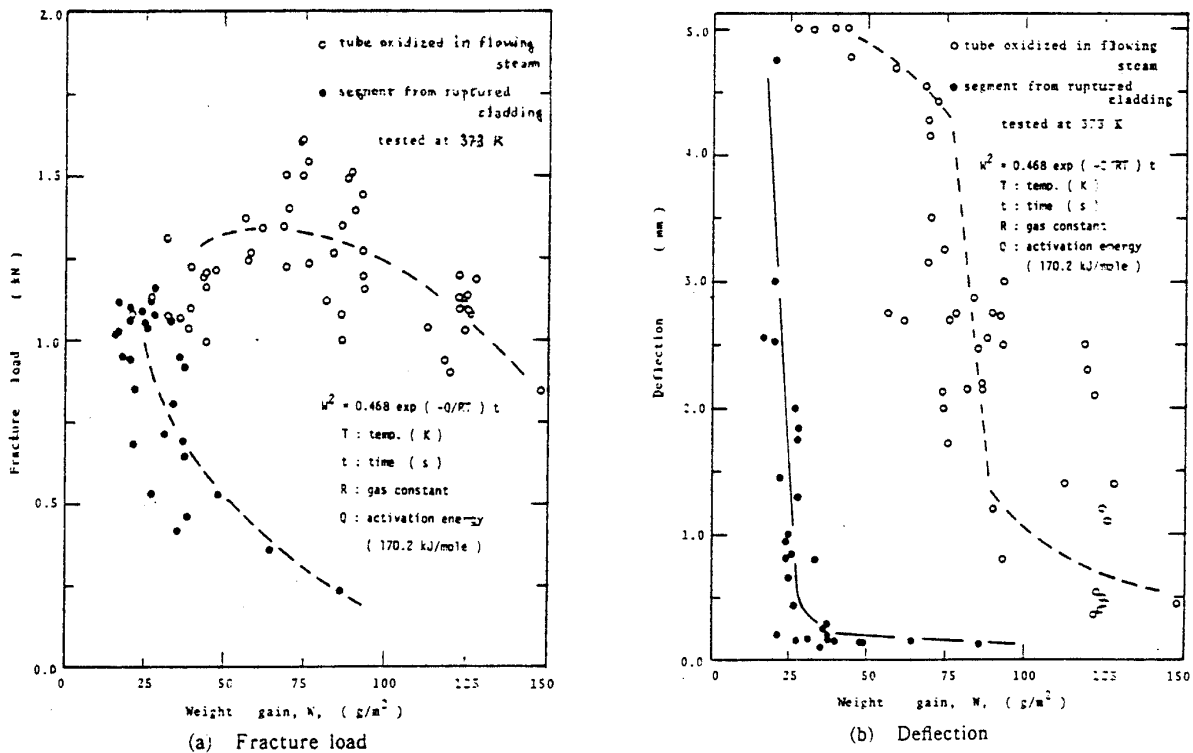 2.0
1.5
1.0
0.5
0.0
Fracture load ( kN )
○ tube oxidized in flowing
steam
● segment from ruptured
cladding
tested at 373 K
W² = 0.468 exp ( -Q/RT ) t
T : temp. ( K )
t : time ( s )
R : gas constant
Q : activation energy
( 170.2 kJ/mole )
0 25 50 75 100 125 150
Weight gain, W, ( g/m² )
(a) Fracture load
5.0
4.0
3.0
2.0
1.0
0.0
Deflection ( mm )
○ tube oxidized in flowing
steam
● segment from ruptured
cladding
tested at 373 K
W² = 0.468 exp ( -Q/RT ) t
T : temp. ( K )
t : time ( s )
R : gas constant
Q : activation energy
( 170.2 kJ/mole )
0 25 50 75 100 125 150
Weight gain, W, ( g/m² )
(b) Deflection